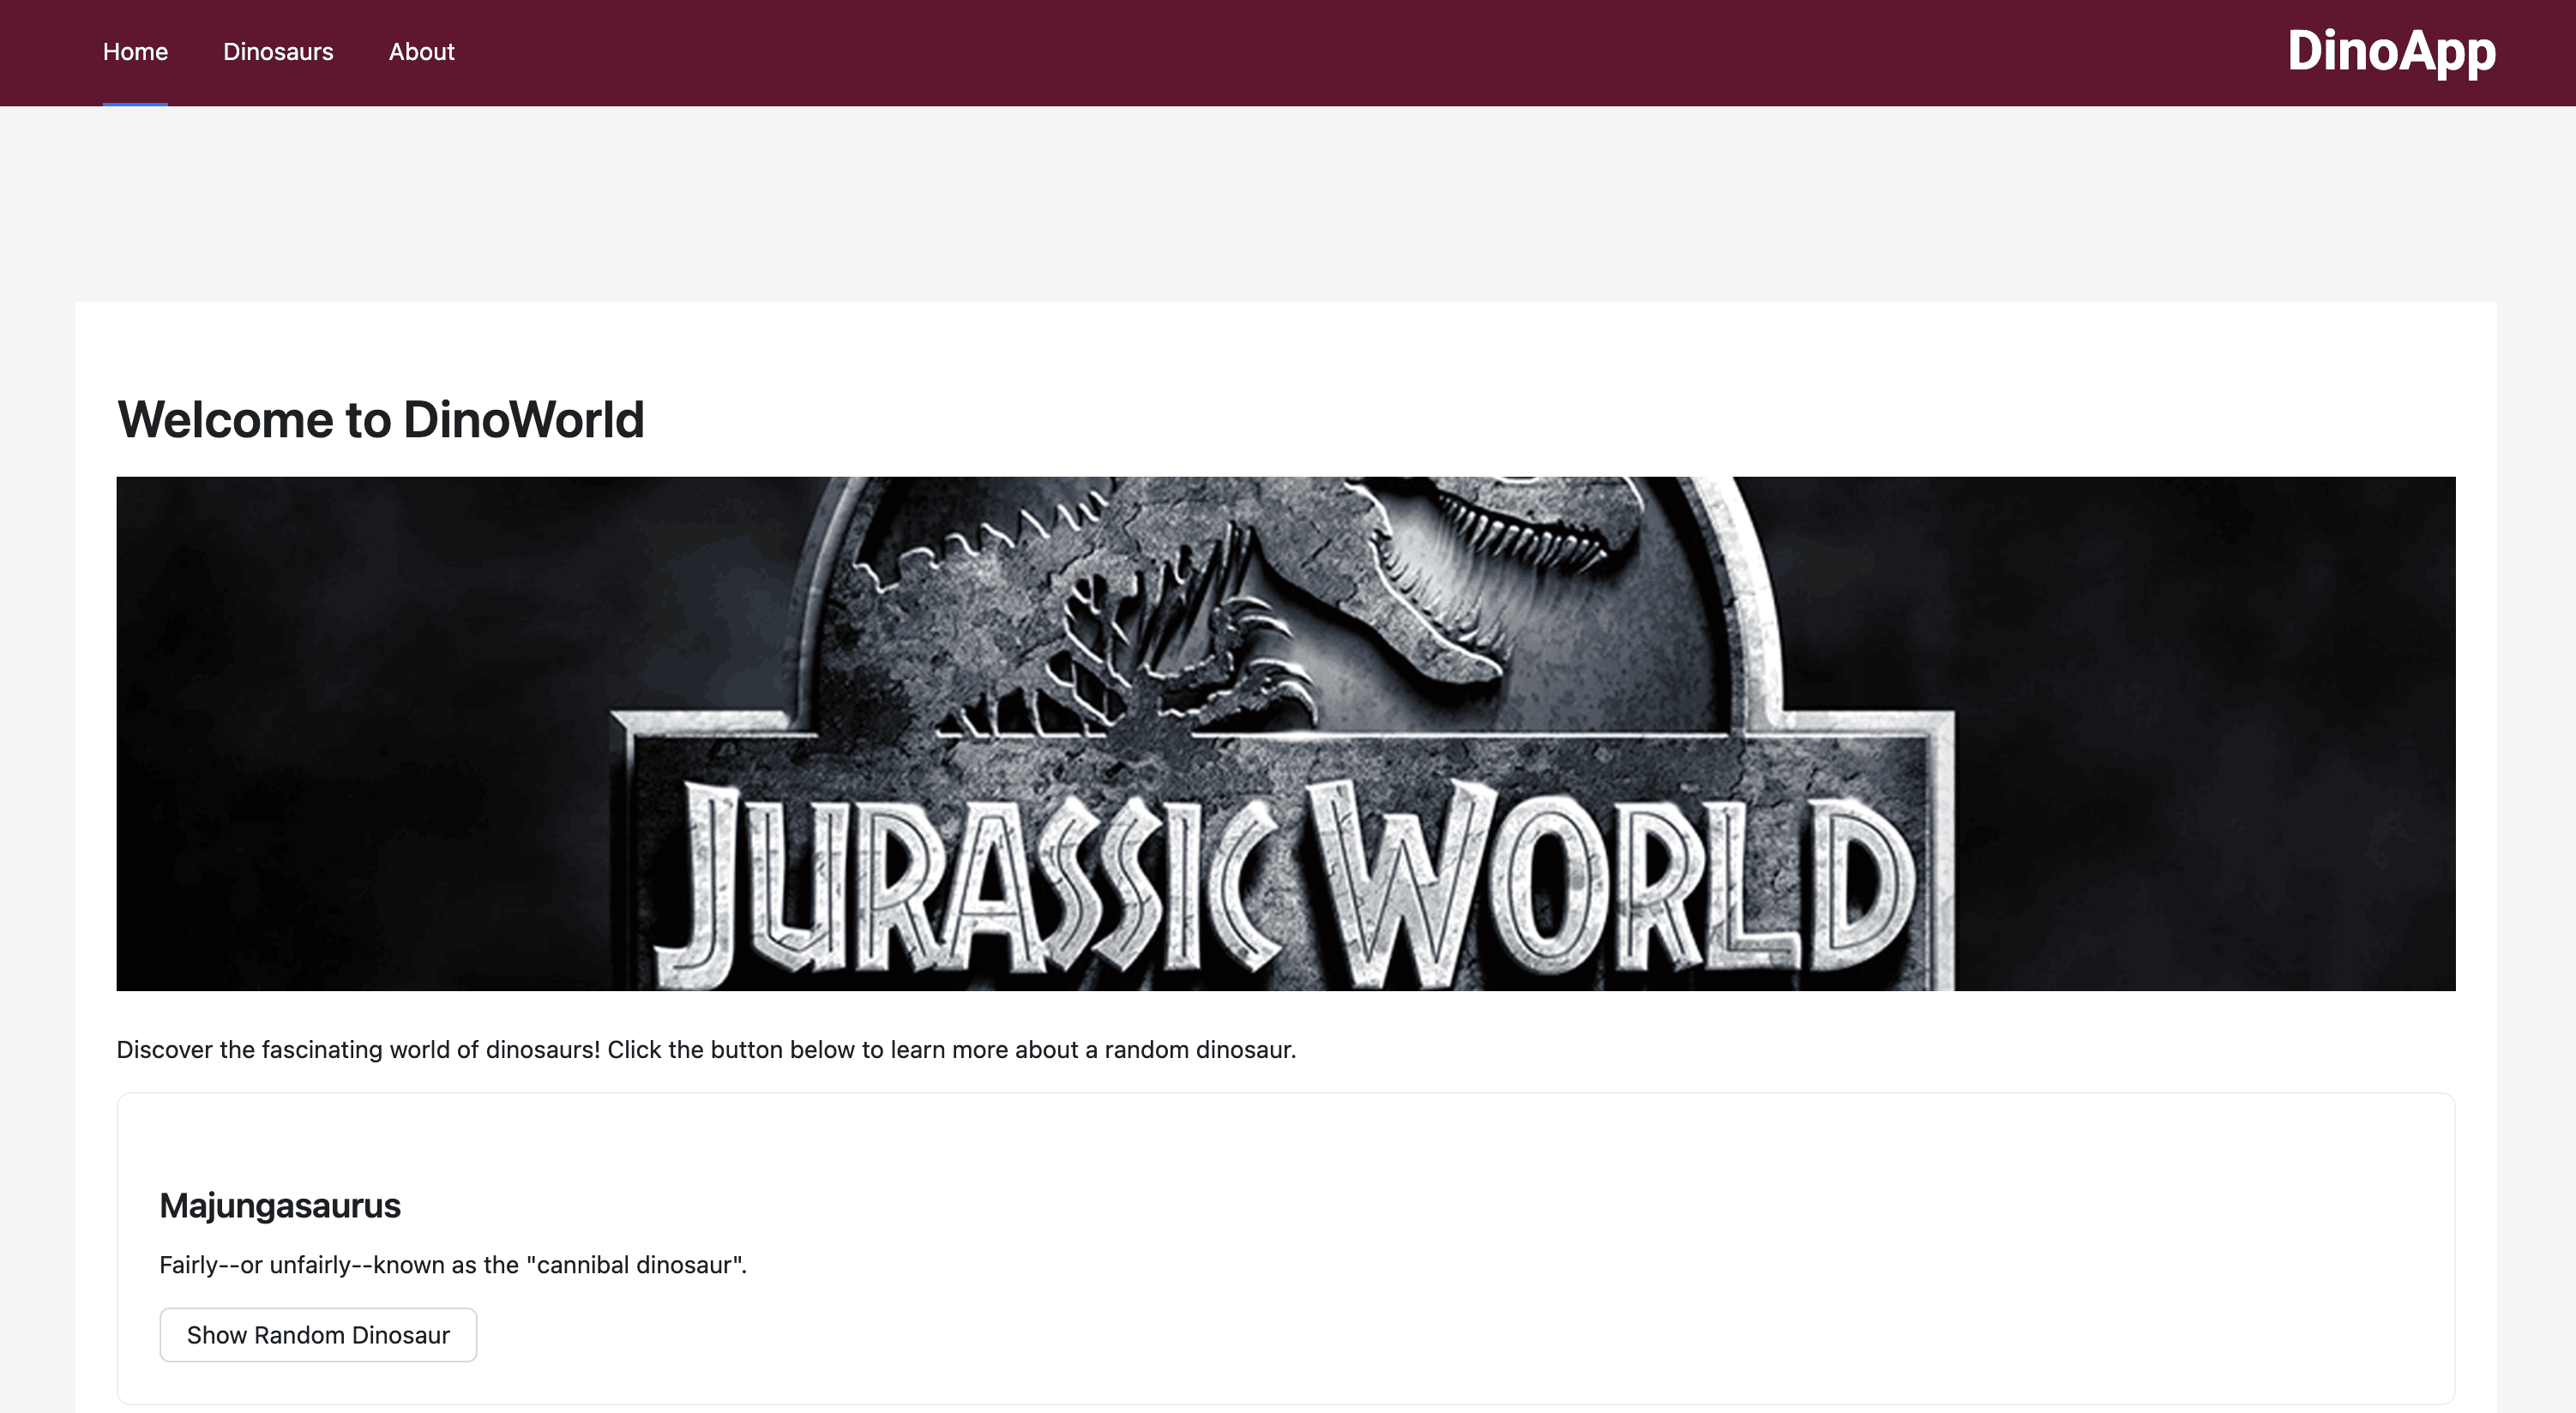 Home Dinosaurs About DinoApp
Welcome to DinoWorld
JURASSIC WORLD
Discover the fascinating world of dinosaurs! Click the button below to learn more about a random dinosaur.
Majungasaurus
Fairly--or unfairly--known as the "cannibal dinosaur".
Show Random Dinosaur